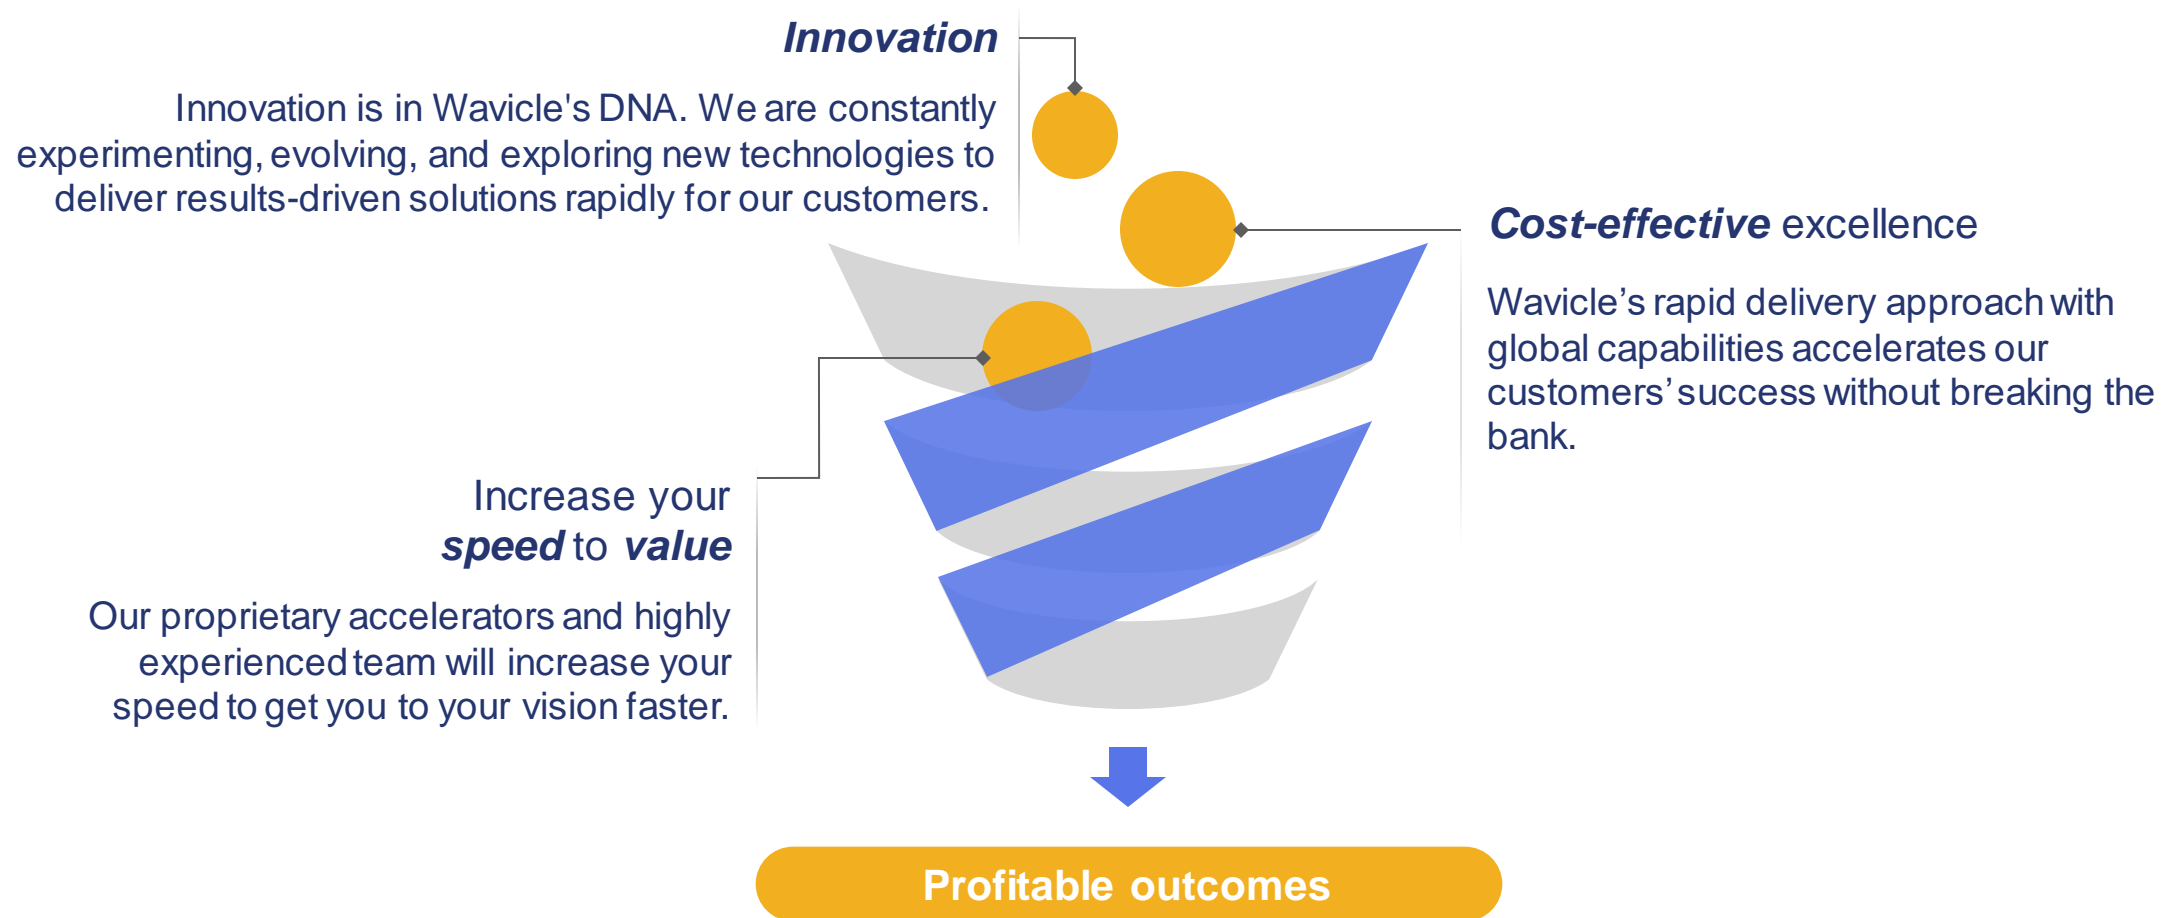 Innovation
Innovation is in Wavicle's DNA. We are constantly
experimenting, evolving, and exploring new technologies to
deliver results-driven solutions rapidly for our customers.
Cost-effective excellence
Wavicle’s rapid delivery approach with
global capabilities accelerates our
customers’ success without breaking the
bank.
Increase your
speed to value
Our proprietary accelerators and highly
experienced team will increase your
speed to get you to your vision faster.
Profitable outcomes